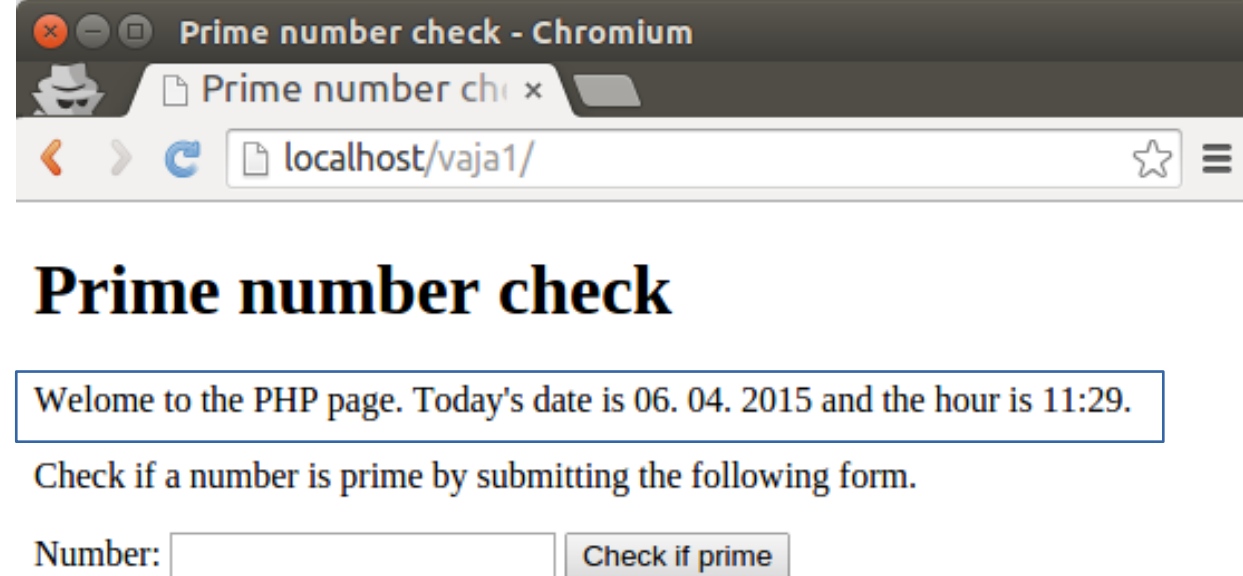 Prime number check - Chromium
Prime number ch
localhost/vaja1/
Prime number check
Welome to the PHP page. Today's date is 06. 04. 2015 and the hour is 11:29.
Check if a number is prime by submitting the following form.
Number: Check if prime